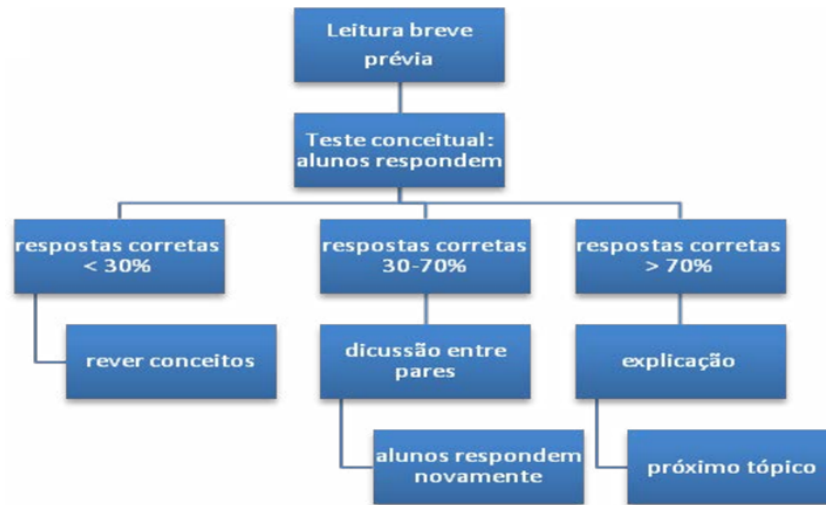 Leitura breve
prévia
Teste conceitual:
alunos respondem
respostas corretas
< 30%
respostas corretas
30-70%
respostas corretas
> 70%
rever conceitos
dicussão entre
pares
explicação
alunos respondem
novamente
próximo tópico